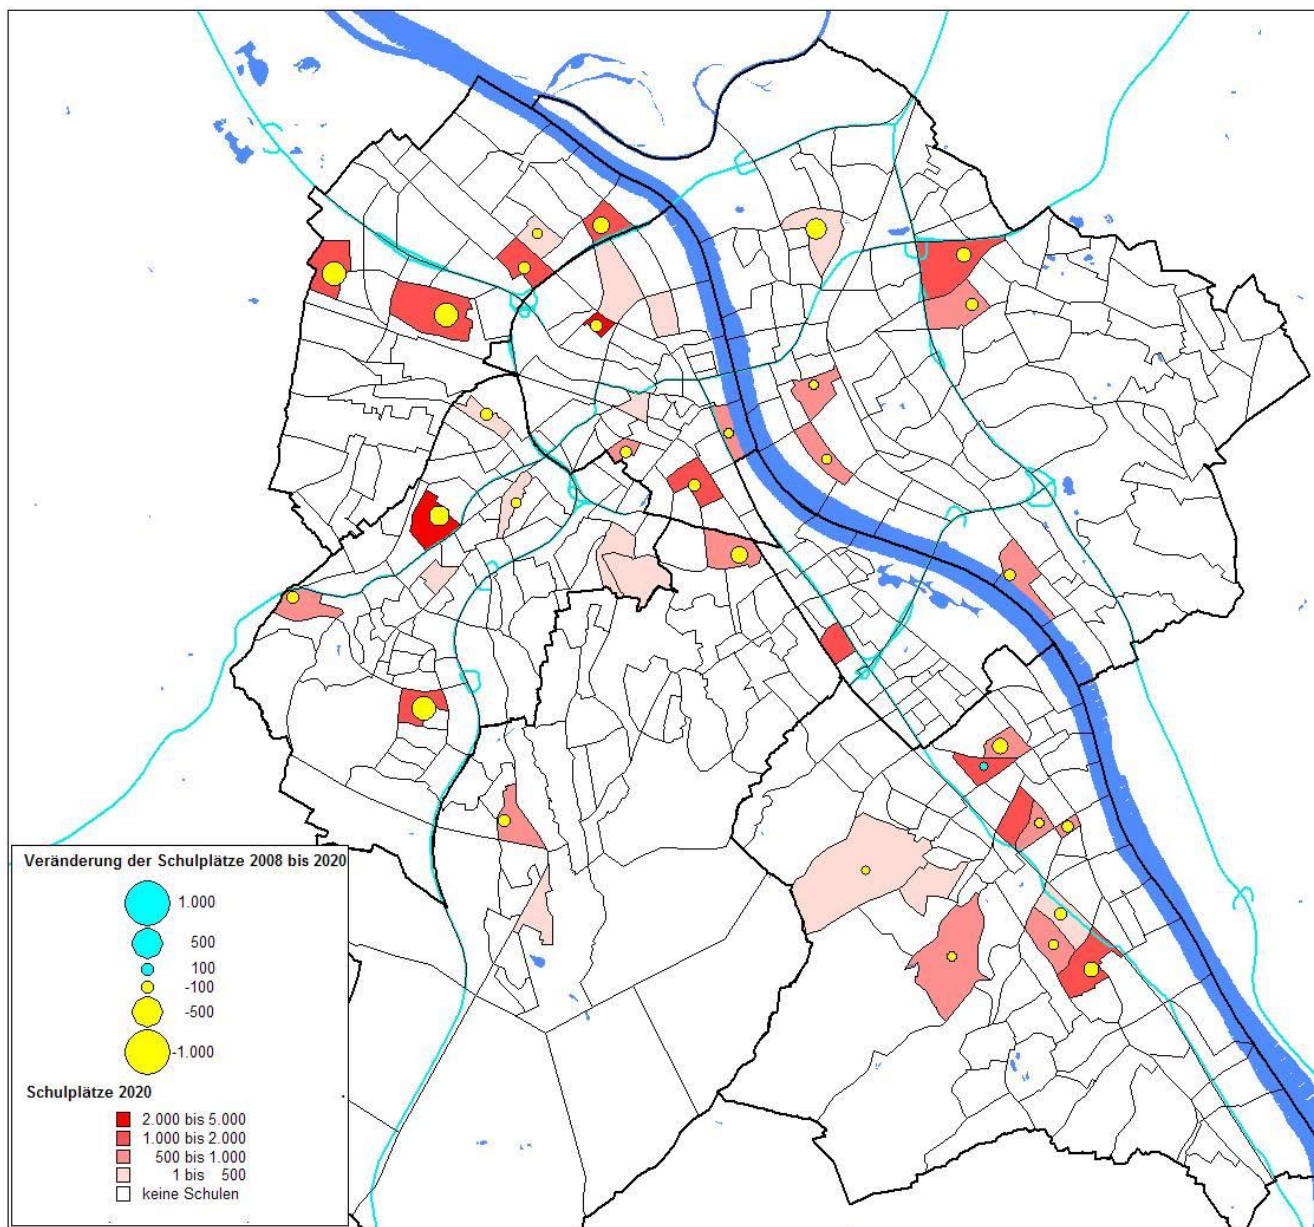 Veränderung der Schulplätze 2008 bis 2020
1.000
500
100
-100
-500
-1.000
Schulplätze 2020
2.000 bis 5.000
1.000 bis 2.000
500 bis 1.000
1 bis 500
keine Schulen